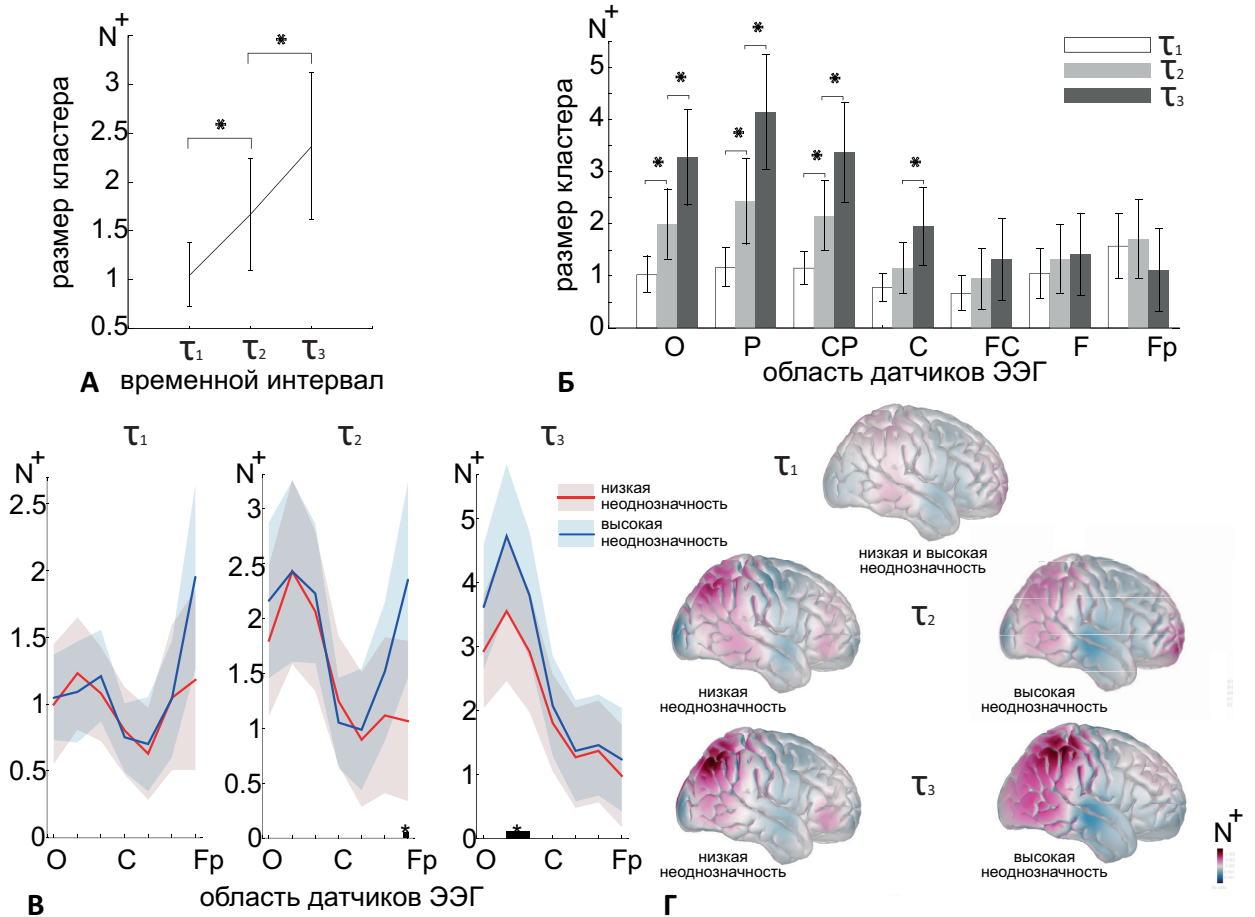 N⁺
размер кластера
3.5
3
2.5
2
1.5
1
0.5
*
*
τ₁ τ₂ τ₃
А временной интервал
N⁺
размер кластера
5
4
3
2
1
0
* * * * * * *
τ₁
τ₂
τ₃
O P CP C FC F Fp
Б область датчиков ЭЭГ
τ₁
N⁺
2.5
2
1.5
1
0.5
0
O C Fp
τ₂
N⁺
3
2.5
2
1.5
1
0.5
0
*
O C Fp
τ₃
N⁺
5
4
3
2
1
0
*
O C Fp
низкая
неоднозначность
высокая
неоднозначность
В область датчиков ЭЭГ
τ₁
низкая и высокая
неоднозначность
τ₂
низкая
неоднозначность
высокая
неоднозначность
τ₃
низкая
неоднозначность
высокая
неоднозначность
N⁺
Г